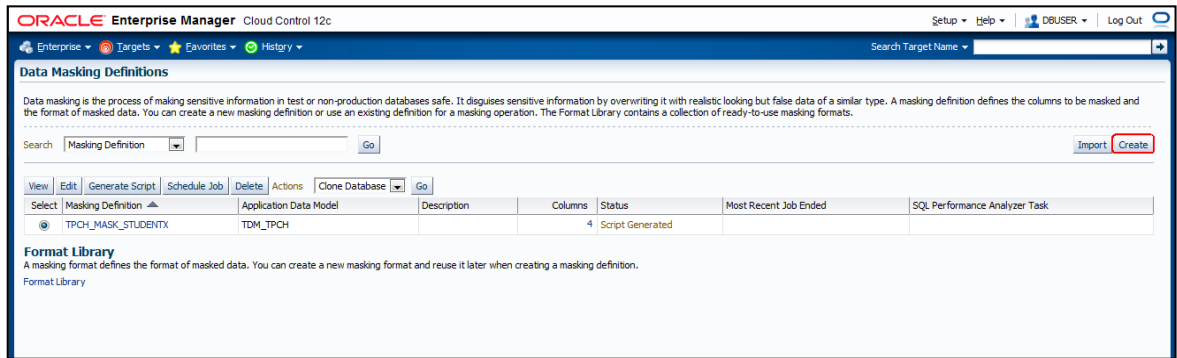 ORACLE Enterprise Manager Cloud Control 12c Setup Help DBUSER Log Out
Enterprise Targets Favorites History Search Target Name
Data Masking Definitions
Data masking is the process of making sensitive information in test or non-production databases safe. It disguises sensitive information by overwriting it with realistic looking but false data of a similar type. A masking definition defines the columns to be masked and
the format of masked data. You can create a new masking definition or use an existing definition for a masking operation. The Format Library contains a collection of ready-to-use masking formats.
Search Masking Definition Go Import Create
View Edit Generate Script Schedule Job Delete Actions Clone Database Go
Select Masking Definition Application Data Model Description Columns Status Most Recent Job Ended SQL Performance Analyzer Task
TPCH_MASK_STUDENTX TDM_TPCH 4 Script Generated
Format Library
A masking format defines the format of masked data. You can create a new masking format and reuse it later when creating a masking definition.
Format Library